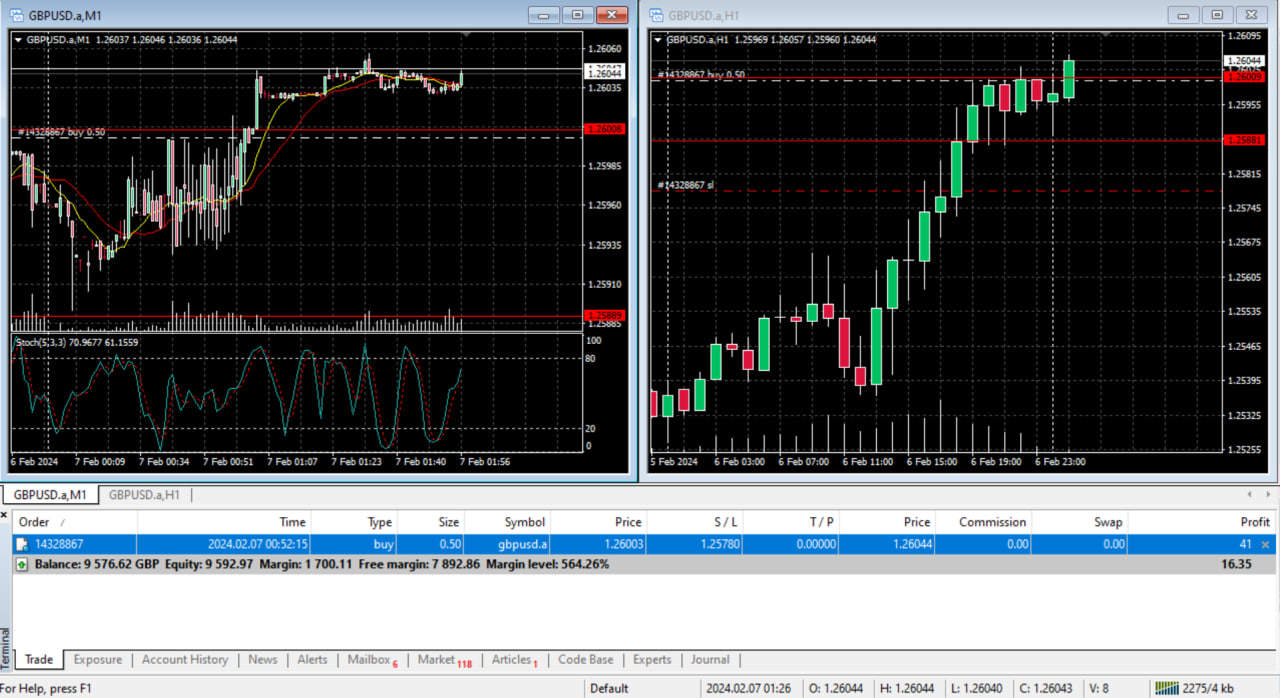 GBPUSD.a,M1
GBPUSD.a,M1 1.26037 1.26046 1.26036 1.26044
1.26060
1.26044
1.26035
#14328867 buy 0.50
1.26008
1.25985
1.25960
1.25935
1.25910
1.25889
1.25885
Stoch(5,3,3) 70.9677 61.1559
100
80
20
0
6 Feb 2024 7 Feb 00:09 7 Feb 00:34 7 Feb 00:51 7 Feb 01:07 7 Feb 01:23 7 Feb 01:40 7 Feb 01:56
GBPUSD.a,H1
GBPUSD.a,H1 1.25969 1.26057 1.25960 1.26044
1.26095
1.26044
#14328867 buy 0.50
1.26009
1.25955
1.25881
1.25815
#14328867 sl
1.25745
1.25675
1.25605
1.25535
1.25465
1.25395
1.25325
1.25255
5 Feb 2024 6 Feb 03:00 6 Feb 07:00 6 Feb 11:00 6 Feb 15:00 6 Feb 19:00 6 Feb 23:00
GBPUSD.a,M1 GBPUSD.a,H1
Order / Time Type Size Symbol Price S / L T / P Price Commission Swap Profit
14328867 2024.02.07 00:52:15 buy 0.50 gbpusd.a 1.26003 1.25780 0.00000 1.26044 0.00 0.00 41
Balance: 9 576.62 GBP Equity: 9 592.97 Margin: 1 700.11 Free margin: 7 892.86 Margin level: 564.26% 16.35
Terminal
Trade Exposure Account History News Alerts Mailbox 6 Market 118 Articles 1 Code Base Experts Journal
For Help, press F1 Default 2024.02.07 01:26 O: 1.26044 H: 1.26044 L: 1.26040 C: 1.26043 V: 8 2275/4 kb